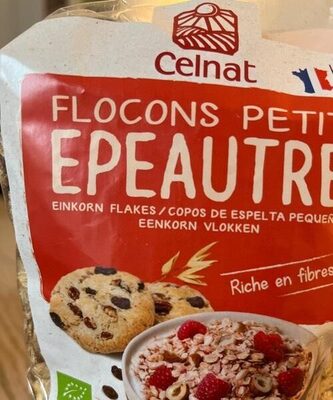 Celnat
FLOCONS PETIT
EPEAUTRE
EINKORN FLAKES / COPOS DE ESPELTA PEQUEÑ
EENKORN VLOKKEN
Riche en fibres